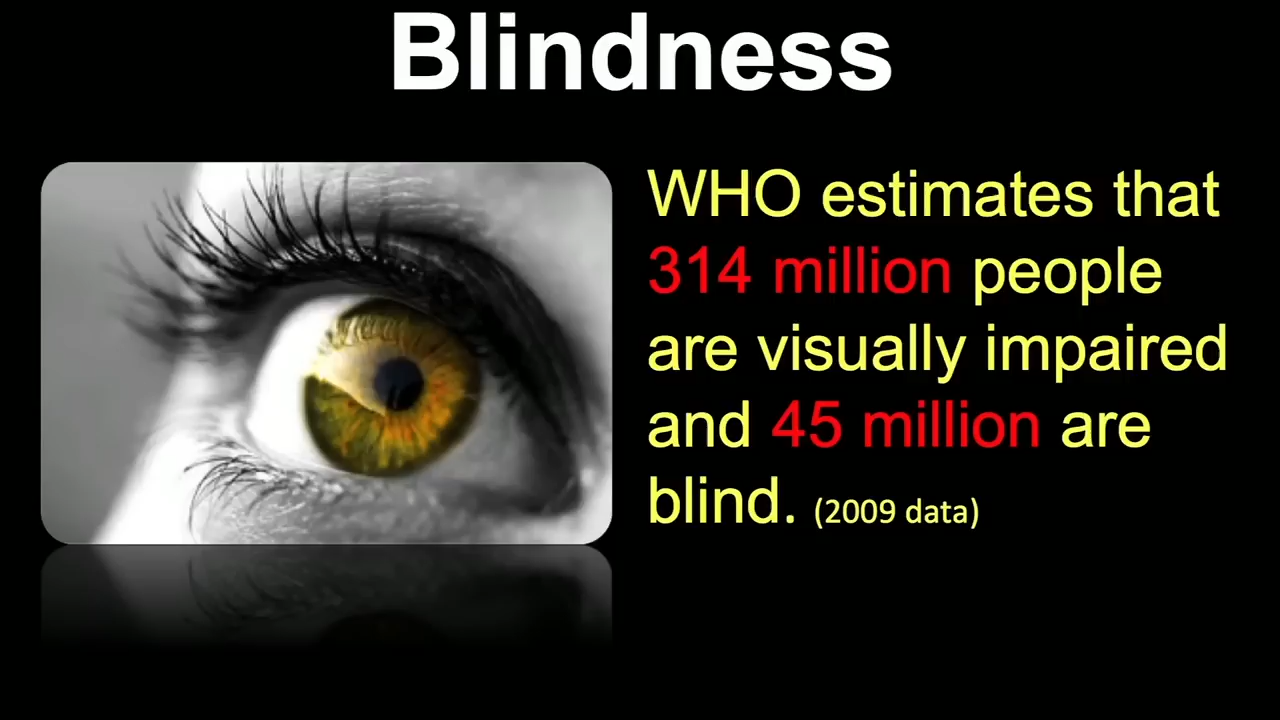 Blindness
WHO estimates that
314 million people
are visually impaired
and 45 million are
blind. (2009 data)